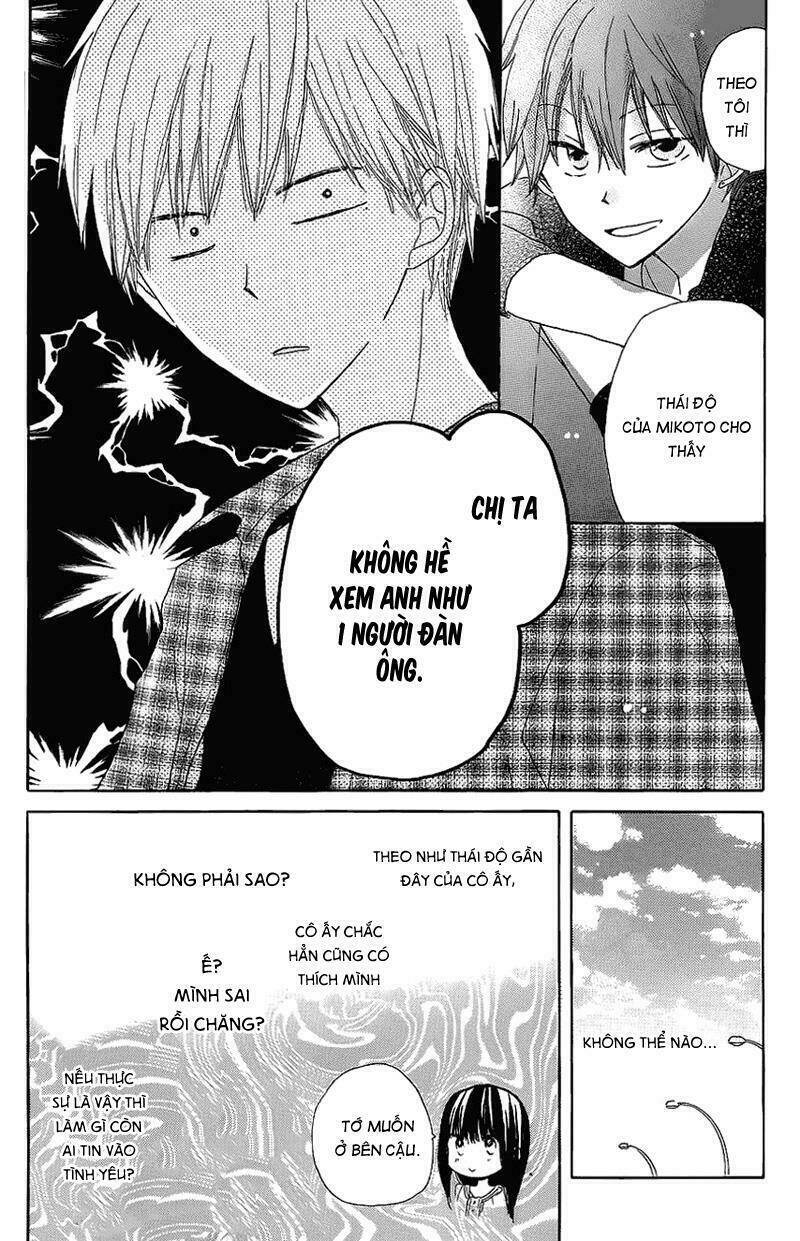 THEO
TÔI
THÌ
THÁI ĐỘ
CỦA MIKOTO CHO
THẤY
CHỊ TA
KHÔNG HỀ
XEM ANH NHƯ
1 NGƯỜI ĐÀN
ÔNG.
KHÔNG THỂ NÀO...
THEO NHƯ THÁI ĐỘ GẦN
ĐÂY CỦA CÔ ẤY,
CÔ ẤY CHẮC
HẲN CŨNG CÓ
THÍCH MÌNH
KHÔNG PHẢI SAO?
Ế?
MÌNH SAI
RỒI CHĂNG?
TỚ MUỐN
Ở BÊN CẬU.
NẾU THỰC
SỰ LÀ VẬY THÌ
LÀM GÌ CÒN
AI TIN VÀO
TÌNH YÊU?